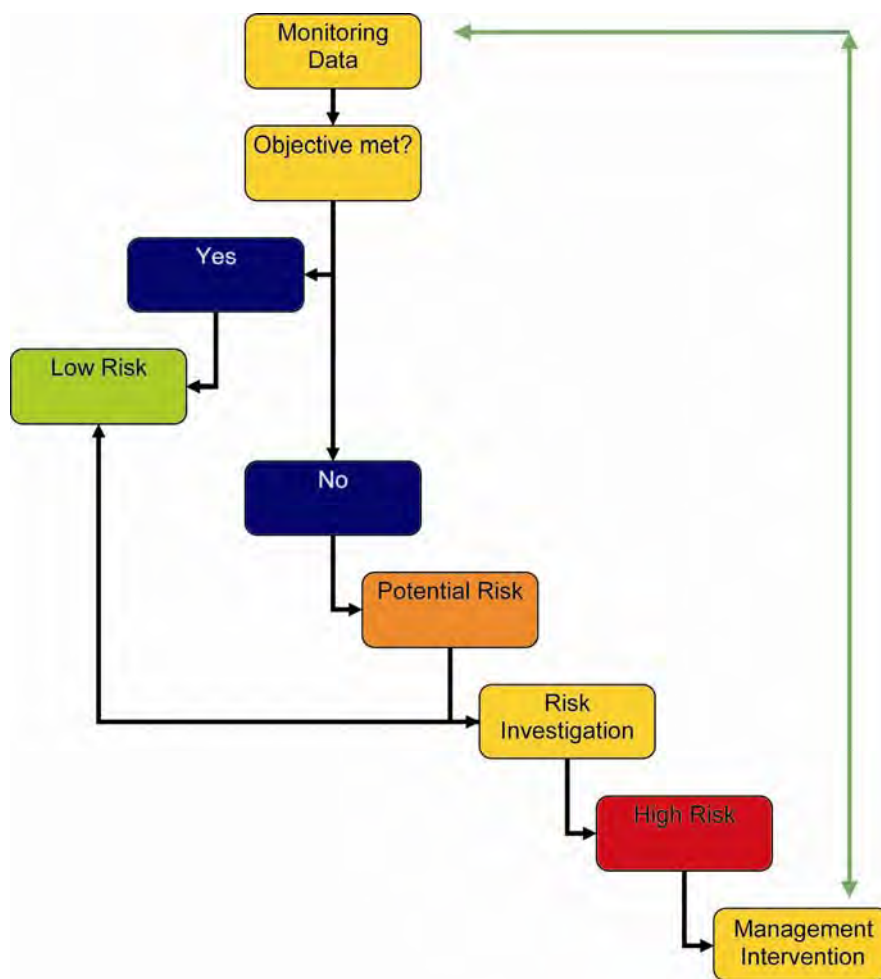 Monitoring
Data
Objective met?
Yes
Low Risk
No
Potential Risk
Risk
Investigation
High Risk
Management
Intervention